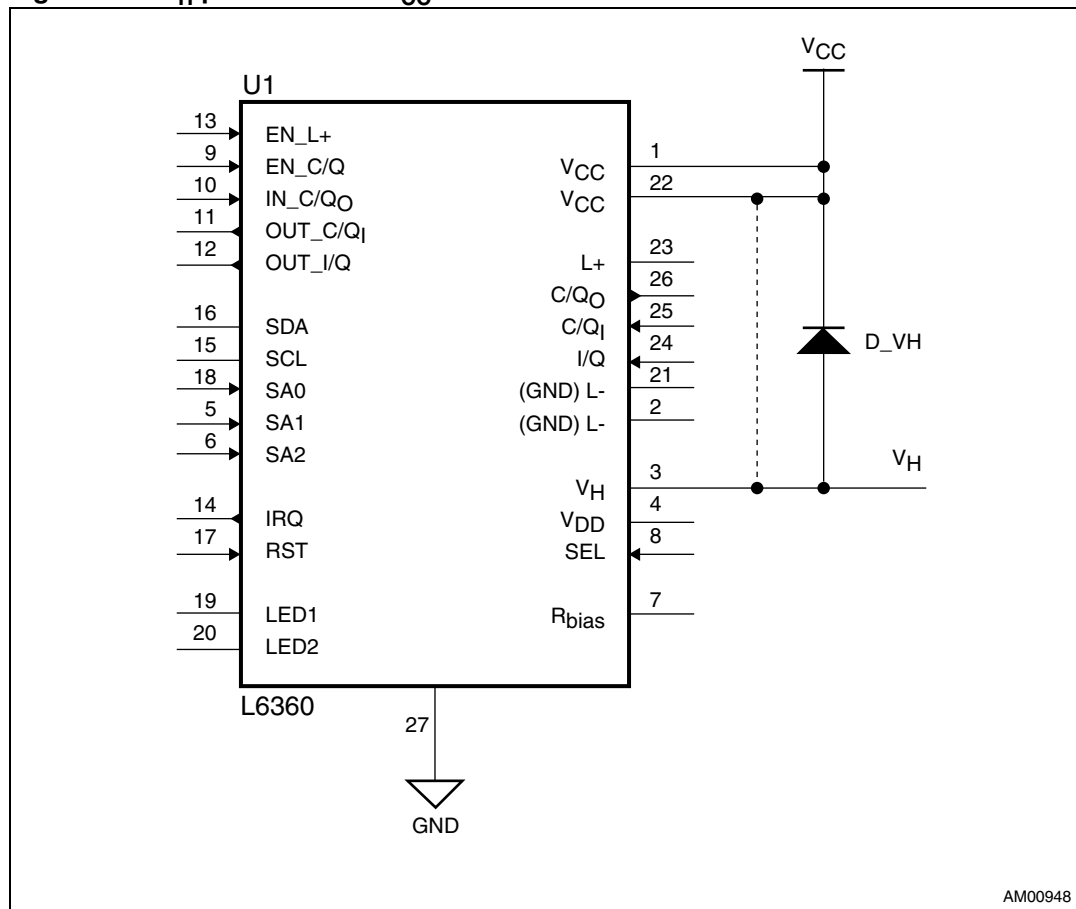 VCC
U1
13 EN_L+
9 EN_C/Q
10 IN_C/QO
11 OUT_C/QI
12 OUT_I/Q
16 SDA
15 SCL
18 SA0
5 SA1
6 SA2
14 IRQ
17 RST
19 LED1
20 LED2
VCC 1
VCC 22
L+ 23
C/QO 26
C/QI 25
I/Q 24
(GND) L- 21
(GND) L- 2
VH 3
VDD 4
SEL 8
Rbias 7
D_VH
VH
L6360
27
GND
AM00948